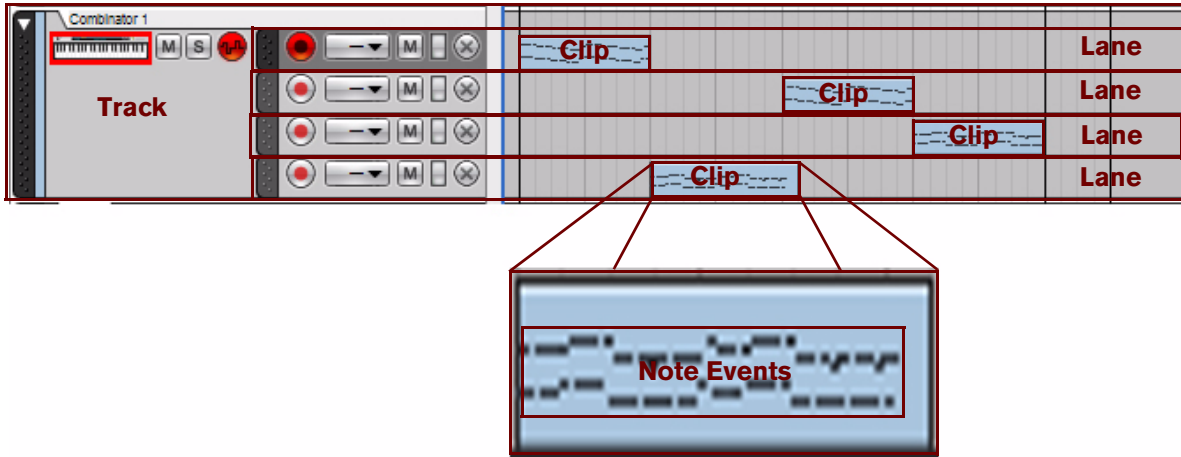 Combinator 1
M S M Clip Lane
Track M Clip Lane
M Clip Lane
M Clip Lane
Note Events